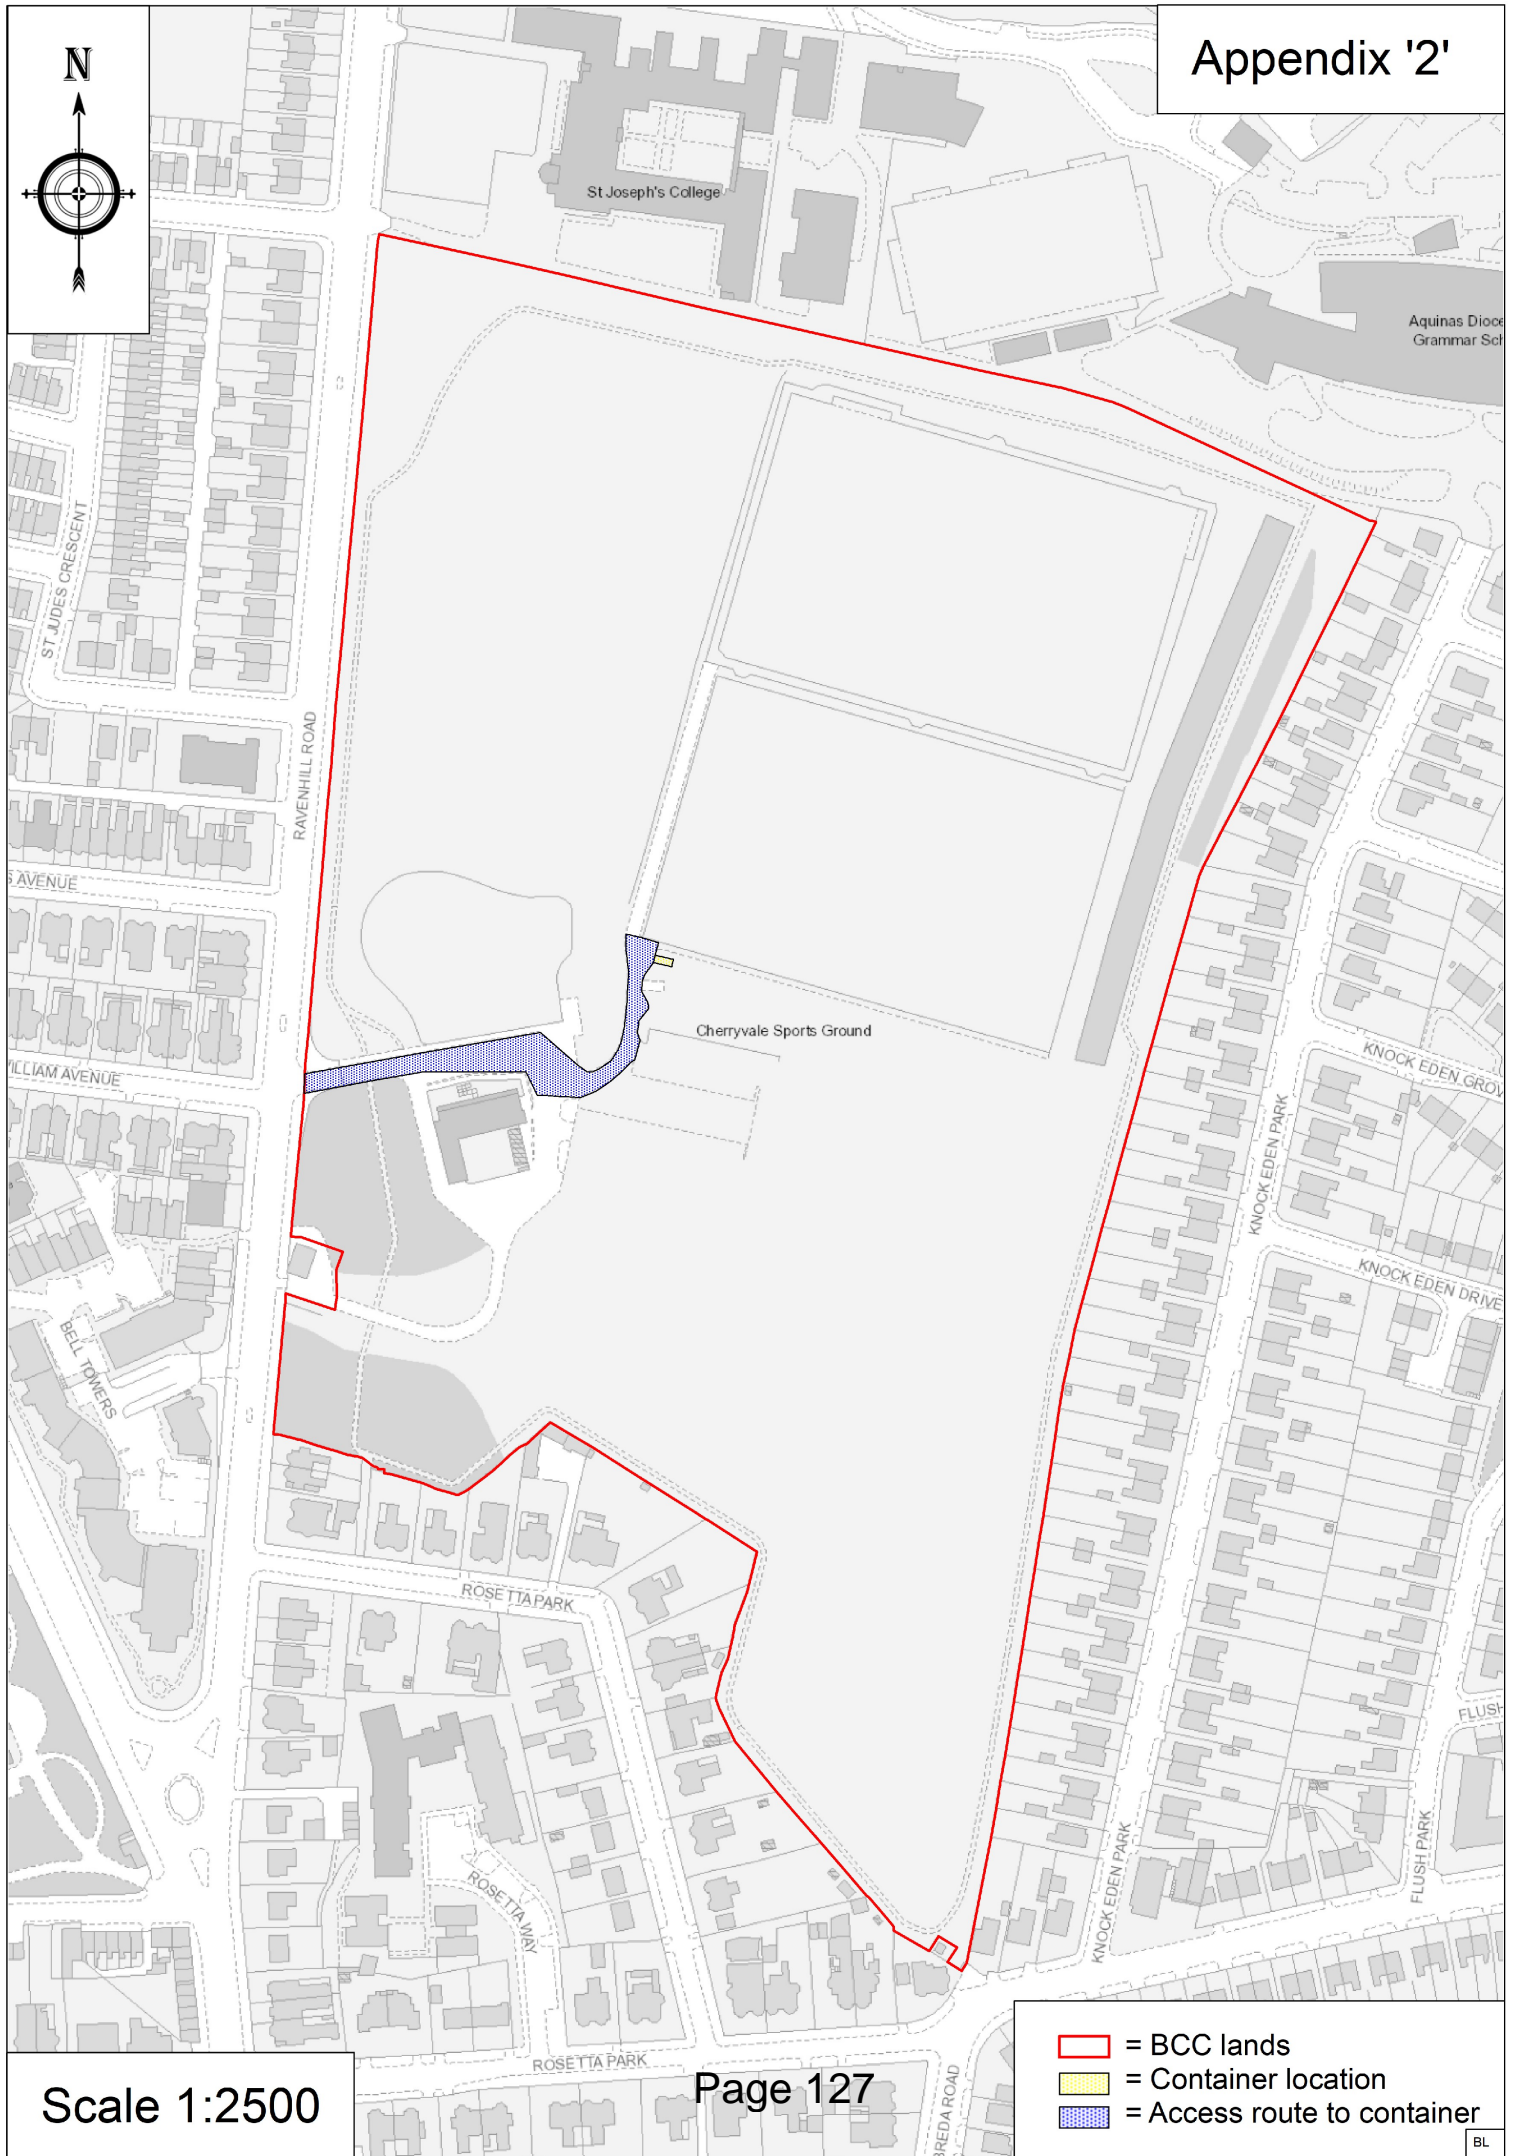 N
Appendix '2'
St Joseph's College
Aquinas Dioce
Grammar Sch
ST JUDES CRESCENT
RAVENHILL ROAD
S AVENUE
ILLIAM AVENUE
Cherryvale Sports Ground
KNOCK EDEN GROV
KNOCK EDEN PARK
KNOCK EDEN DRIVE
BELL TOWERS
ROSETTA PARK
FLUSH
FLUSH PARK
KNOCK EDEN PARK
ROSETTA WAY
ROSETTA PARK
BREDA ROAD
= BCC lands
= Container location
= Access route to container
Scale 1:2500
Page 127
BL